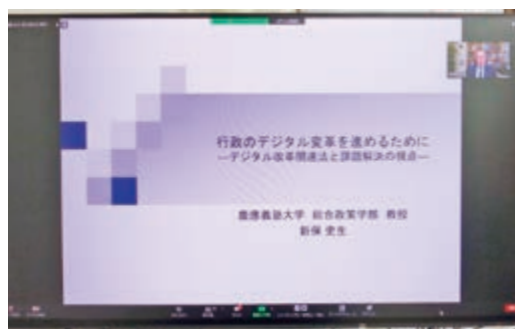 行政のデジタル変革を進めるために
―デジタル改革関連法と課題解決の視点―
慶應義塾大学 総合政策学部 教授
新保 史生